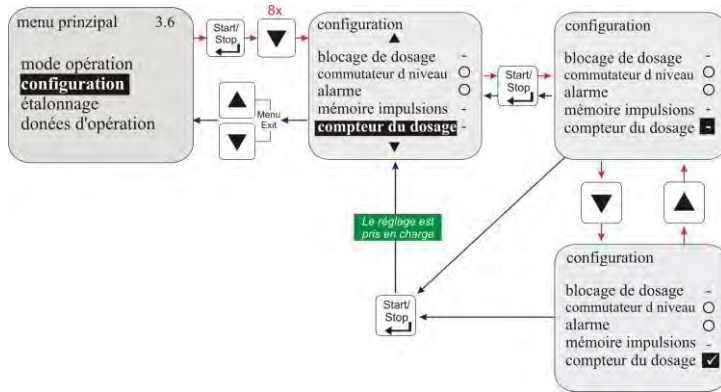 menu prinzipal 3.6
mode opération
configuration
étalonnage
donées d'opération
Start/
Stop
8x
Menu
Exit
configuration
blocage de dosage -
commutateur d niveau
alarme
mémoire impulsions -
compteur du dosage -
Start/
Stop
configuration
blocage de dosage -
commutateur d niveau
alarme
mémoire impulsions -
compteur du dosage -
Le réglage est
pris en charge
Start/
Stop
configuration
blocage de dosage -
commutateur d niveau
alarme
mémoire impulsions -
compteur du dosage ✓